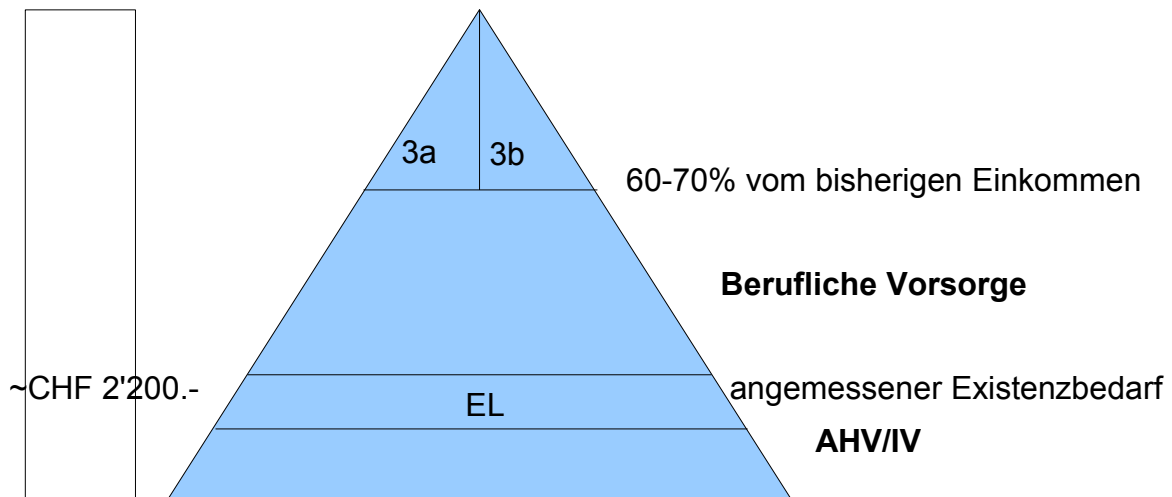 3a
3b
60-70% vom bisherigen Einkommen
Berufliche Vorsorge
~CHF 2'200.-
angemessener Existenzbedarf
EL
AHV/IV